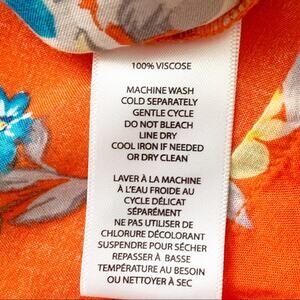 100% VISCOSE
MACHINE WASH
COLD SEPARATELY
GENTLE CYCLE
DO NOT BLEACH
LINE DRY
COOL IRON IF NEEDED
OR DRY CLEAN
LAVER À LA MACHINE
À L'EAU FROIDE AU
CYCLE DÉLICAT
SÉPARÉMENT
NE PAS UTILISER DE
CHLORURE DÉCOLORANT
SUSPENDRE POUR SÉCHER
REPASSER À BASSE
TEMPÉRATURE AU BESOIN
OU NETTOYER À SEC